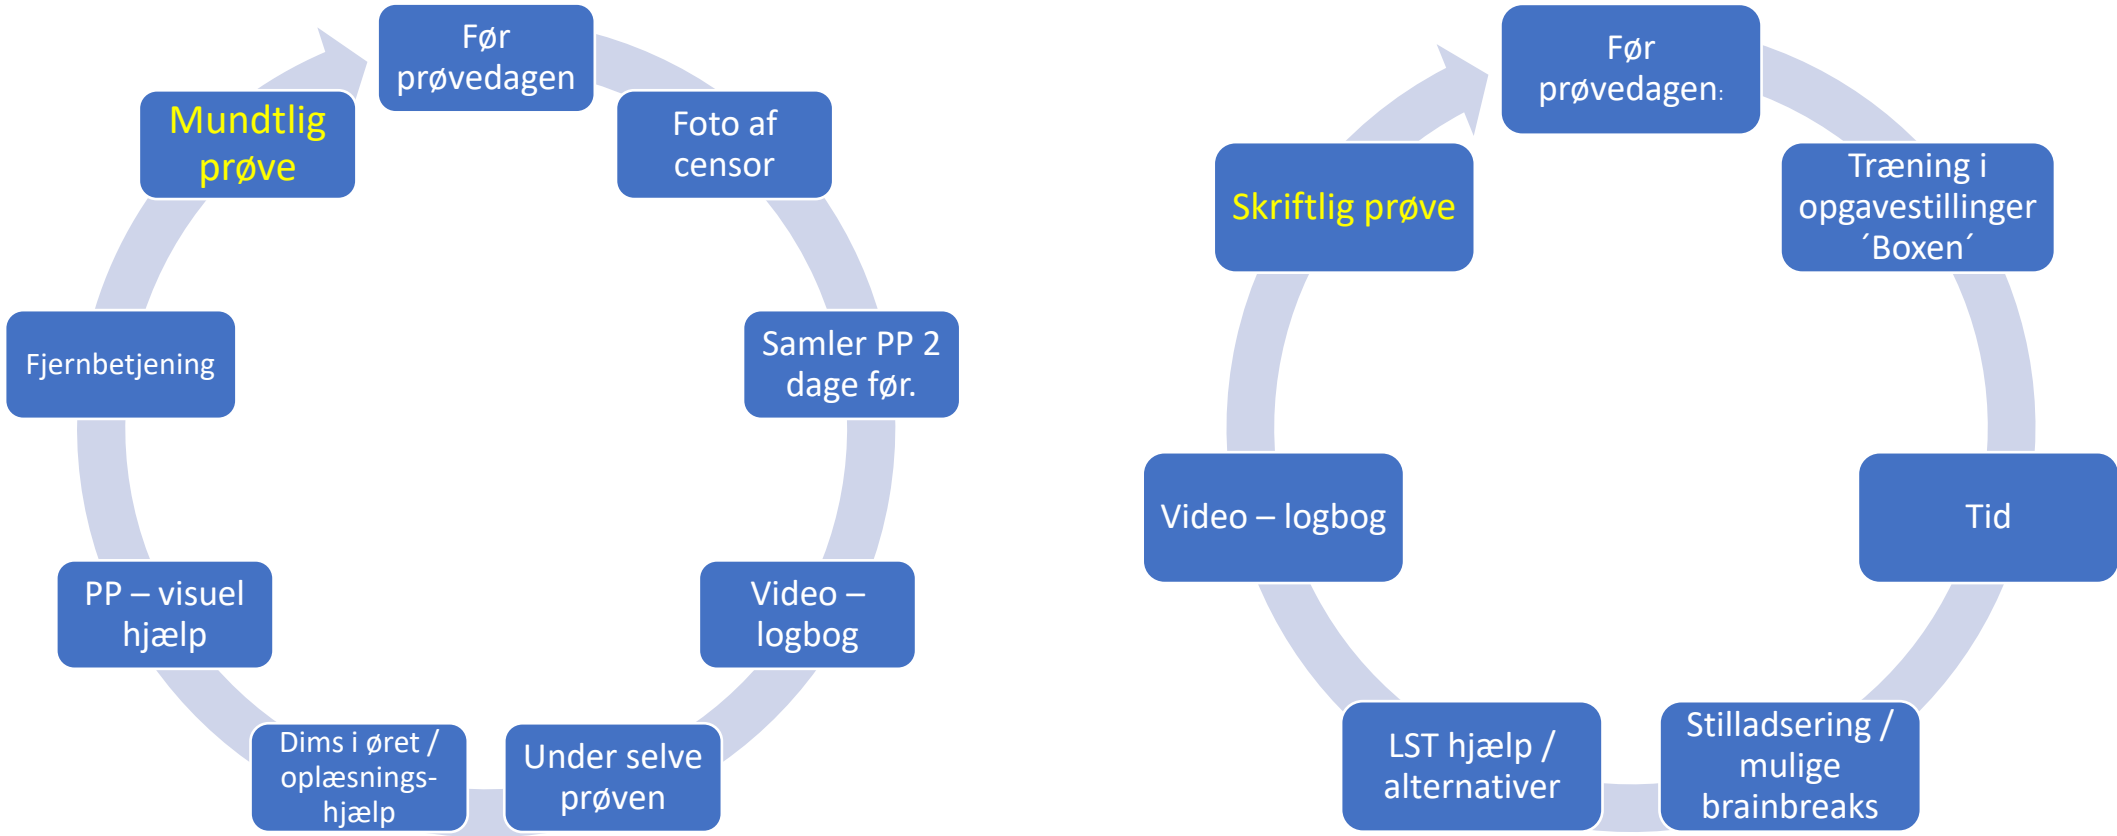 Før
prøvedagen
Foto af
censor
Samler PP 2
dage før.
Video –
logbog
Under selve
prøven
Dims i øret /
oplæsnings-
hjælp
PP – visuel
hjælp
Fjernbetjening
Mundtlig
prøve
Før
prøvedagen:
Træning i
opgavestillinger
´Boxen´
Tid
Stilladsering /
mulige
brainbreaks
LST hjælp /
alternativer
Video – logbog
Skriftlig prøve